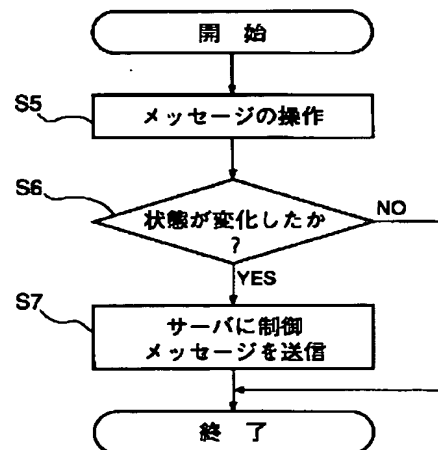 開始
S5
メッセージの操作
S6
状態が変化したか
?
NO
YES
S7
サーバに制御
メッセージを送信
終了